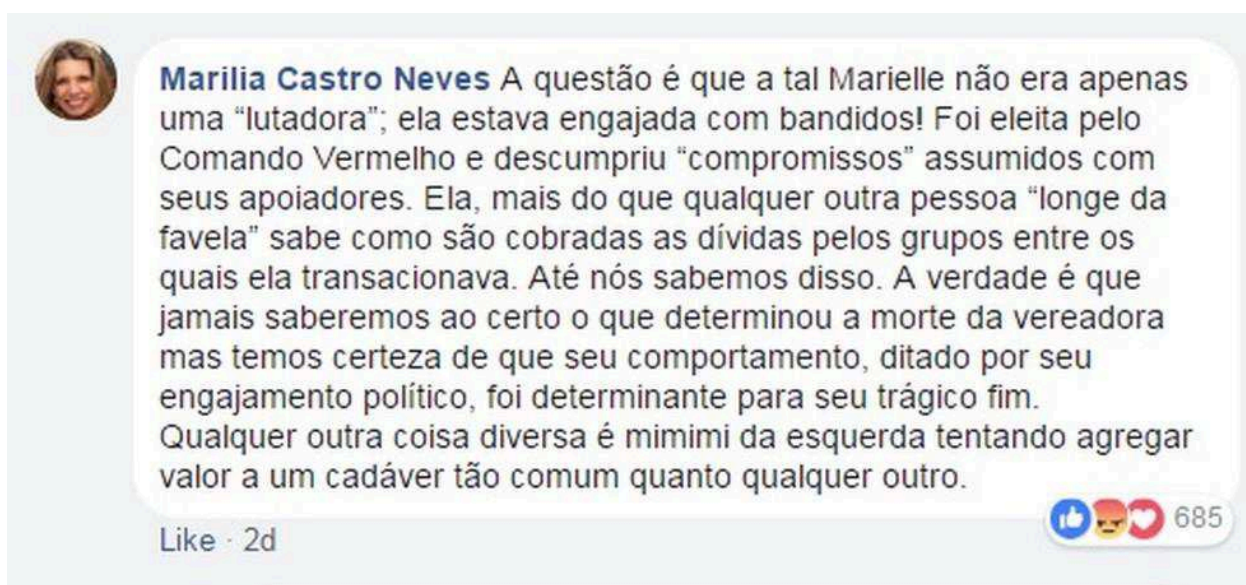 Marilia Castro Neves A questão é que a tal Marielle não era apenas
uma “lutadora”; ela estava engajada com bandidos! Foi eleita pelo
Comando Vermelho e descumpriu “compromissos” assumidos com
seus apoiadores. Ela, mais do que qualquer outra pessoa “longe da
favela” sabe como são cobradas as dívidas pelos grupos entre os
quais ela transacionava. Até nós sabemos disso. A verdade é que
jamais saberemos ao certo o que determinou a morte da vereadora
mas temos certeza de que seu comportamento, ditado por seu
engajamento político, foi determinante para seu trágico fim.
Qualquer outra coisa diversa é mimimi da esquerda tentando agregar
valor a um cadáver tão comum quanto qualquer outro.
685
Like · 2d